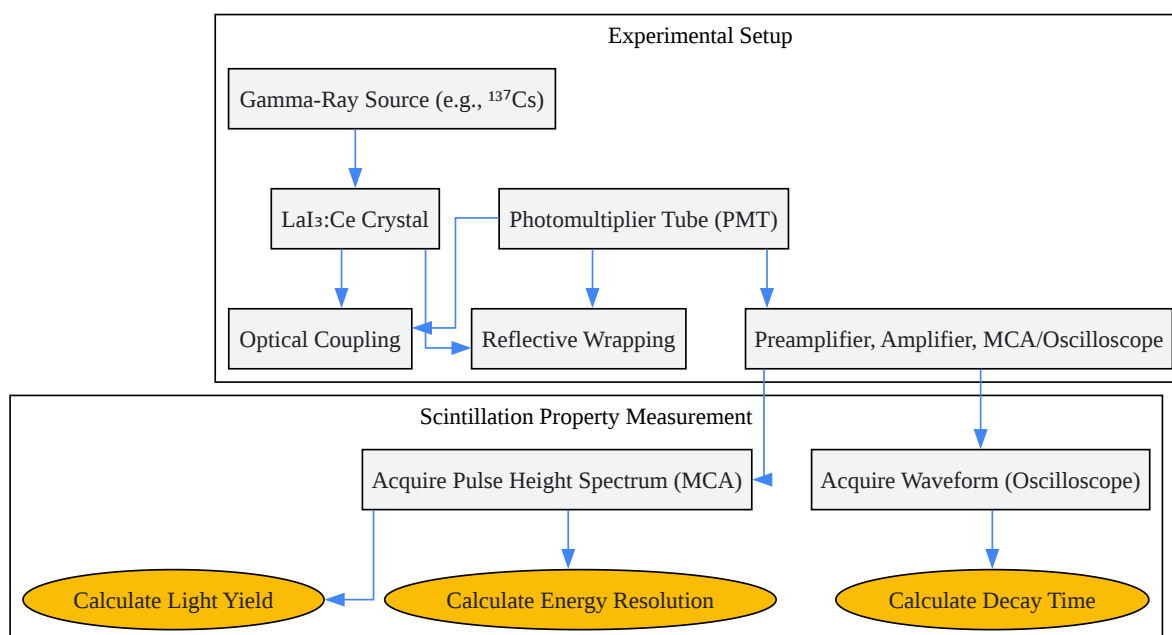 Experimental Setup
Gamma-Ray Source (e.g., ¹³⁷Cs)
LaI₃:Ce Crystal
Photomultiplier Tube (PMT)
Optical Coupling
Reflective Wrapping
Preamplifier, Amplifier, MCA/Oscilloscope
Scintillation Property Measurement
Acquire Pulse Height Spectrum (MCA)
Acquire Waveform (Oscilloscope)
Calculate Light Yield
Calculate Energy Resolution
Calculate Decay Time